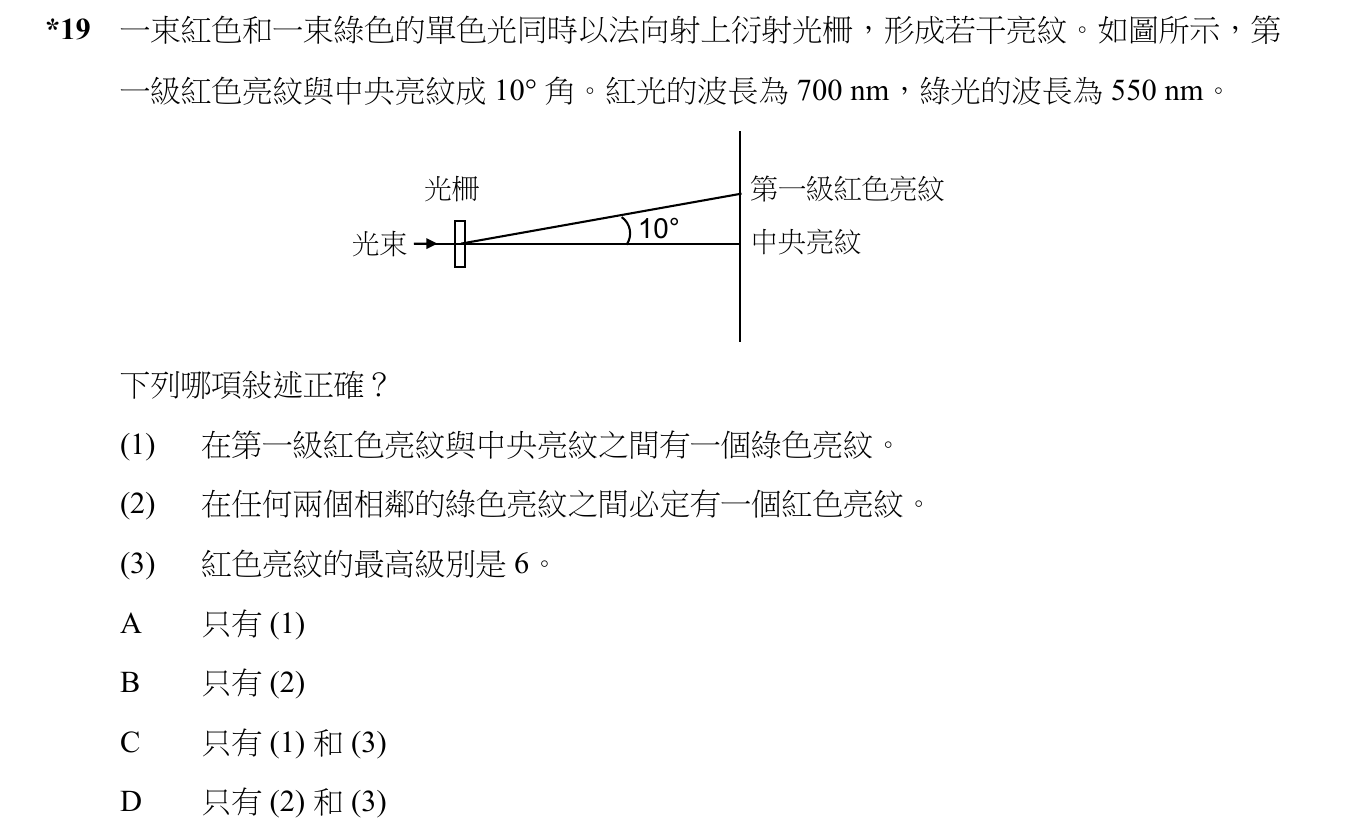 *19 一束紅色和一束綠色的單色光同時以法向射上衍射光柵，形成若干亮紋。如圖所示，第
一級紅色亮紋與中央亮紋成 10° 角。紅光的波長為 700 nm，綠光的波長為 550 nm。
光柵
第一級紅色亮紋
10°
光束
中央亮紋
下列哪項敍述正確？
(1) 在第一級紅色亮紋與中央亮紋之間有一個綠色亮紋。
(2) 在任何兩個相鄰的綠色亮紋之間必定有一個紅色亮紋。
(3) 紅色亮紋的最高級別是 6。
A 只有 (1)
B 只有 (2)
C 只有 (1) 和 (3)
D 只有 (2) 和 (3)